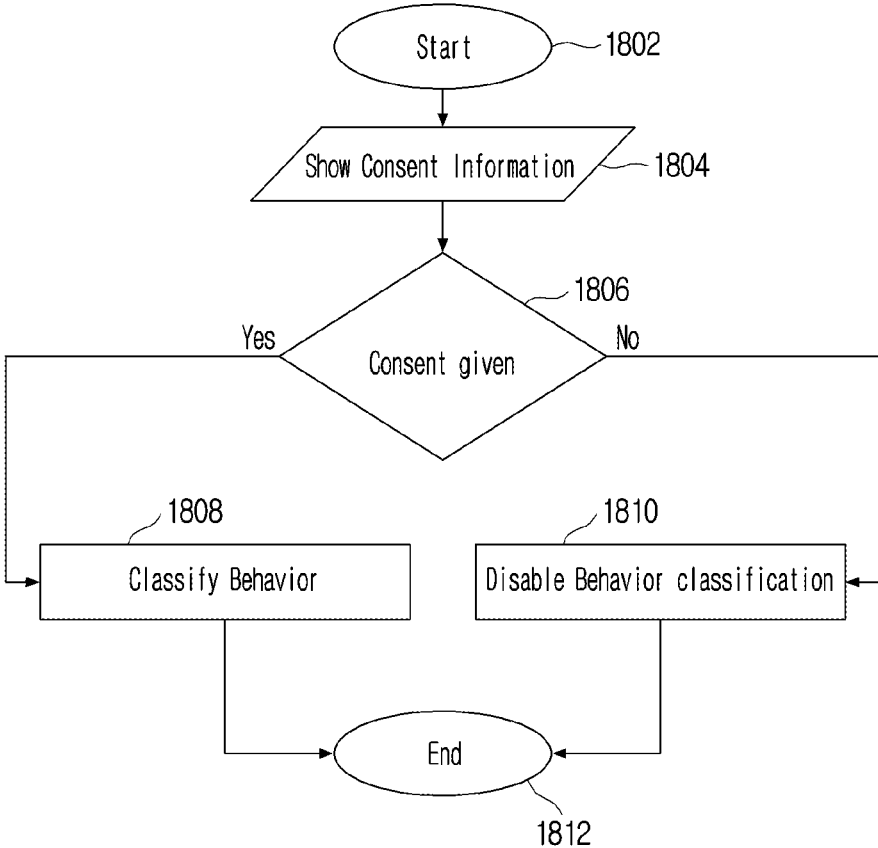 Start
1802
Show Consent Information
1804
1806
Yes
No
Consent given
1808
1810
Classify Behavior
Disable Behavior classification
End
1812